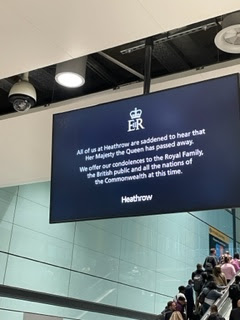 EIIR
All of us at Heathrow are saddened to hear that
Her Majesty the Queen has passed away.
We offer our condolences to the Royal Family,
the British public and all the nations of
the Commonwealth at this time.
Heathrow